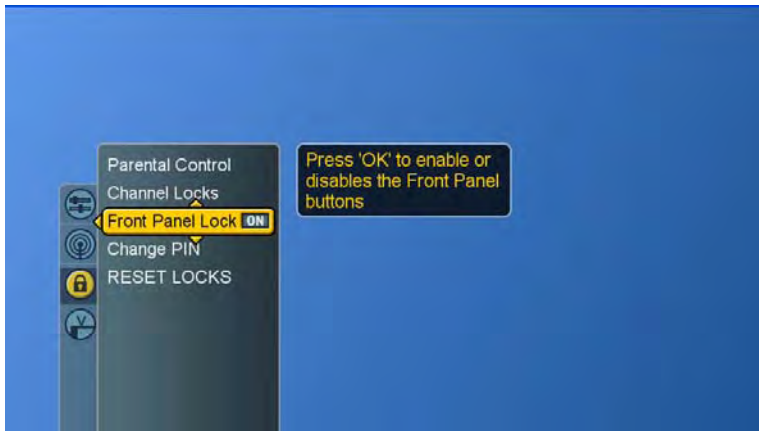 Parental Control
Channel Locks
Front Panel Lock ON
Change PIN
RESET LOCKS
Press 'OK' to enable or
disables the Front Panel
buttons